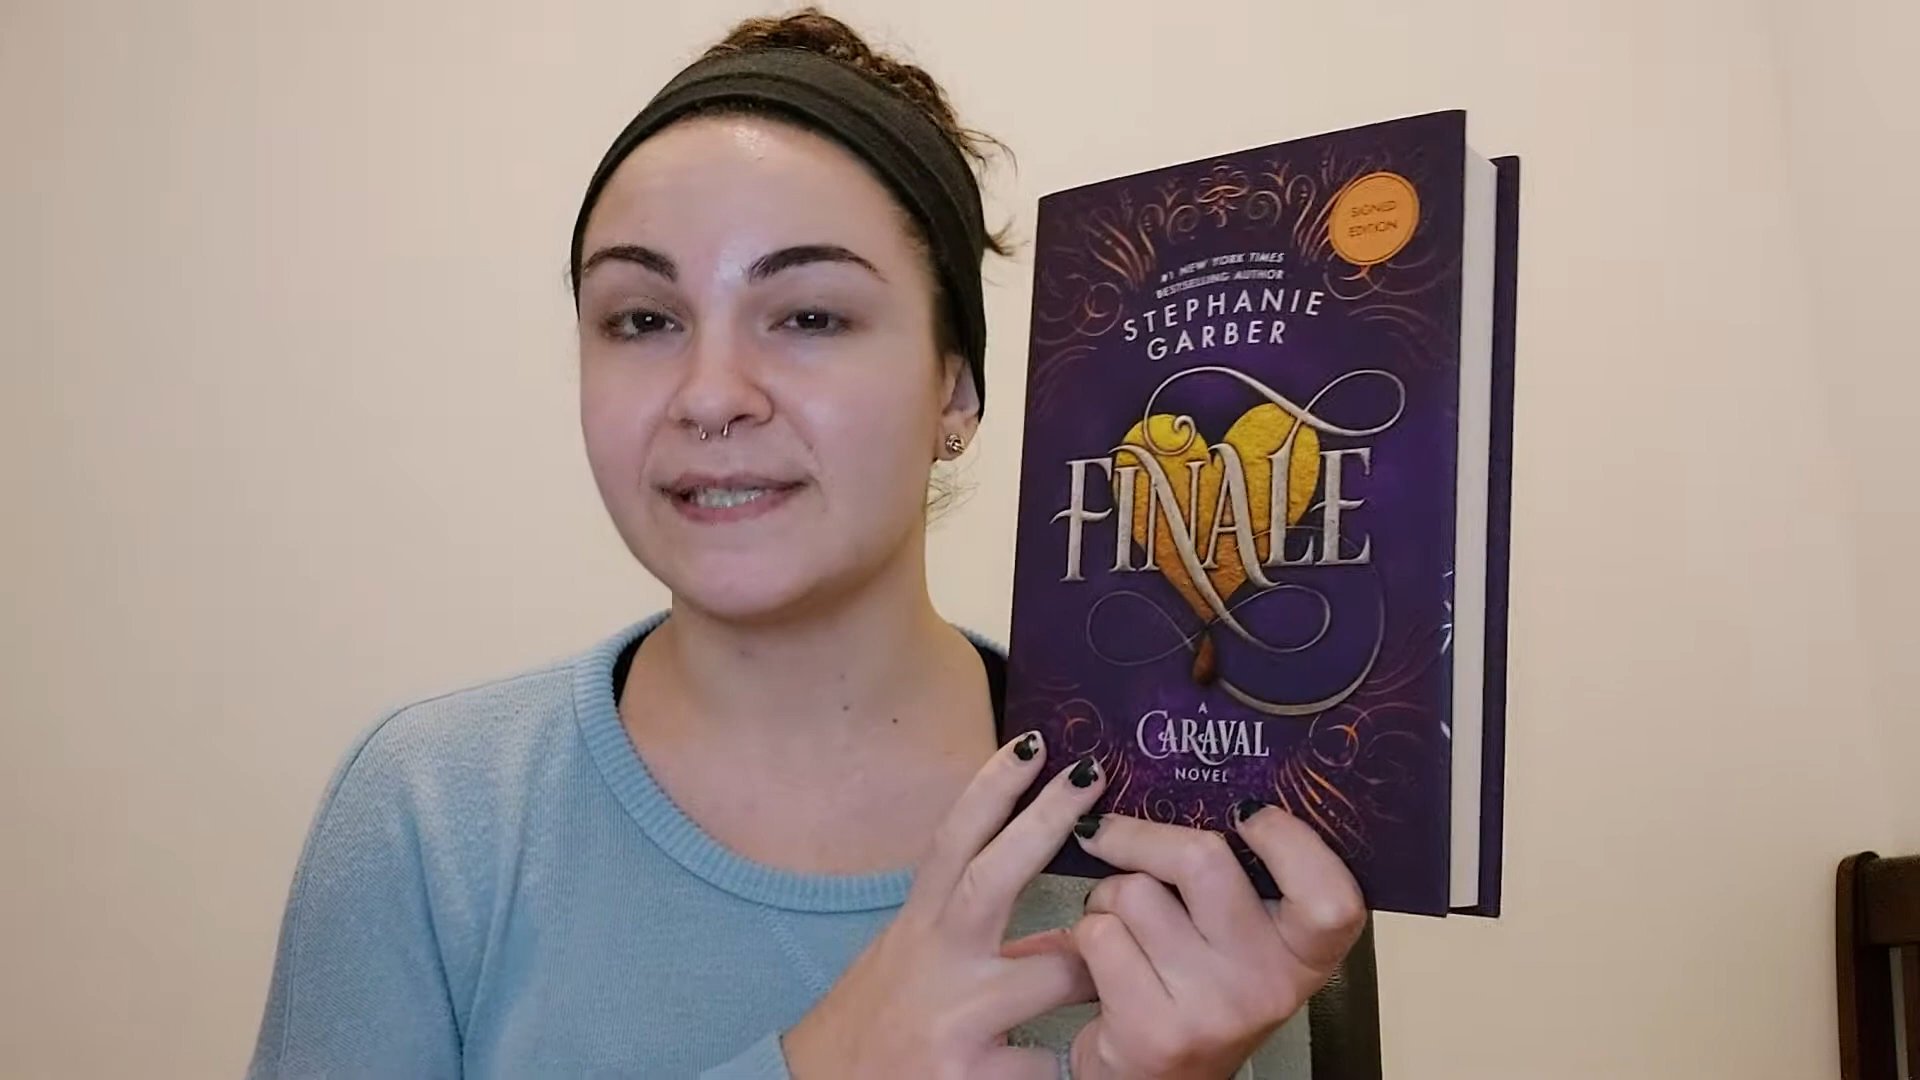 SIGNED
EDITION
#1 NEW YORK TIMES
BESTSELLING AUTHOR
STEPHANIE
GARBER
FINALE
A
CARAVAL
NOVEL